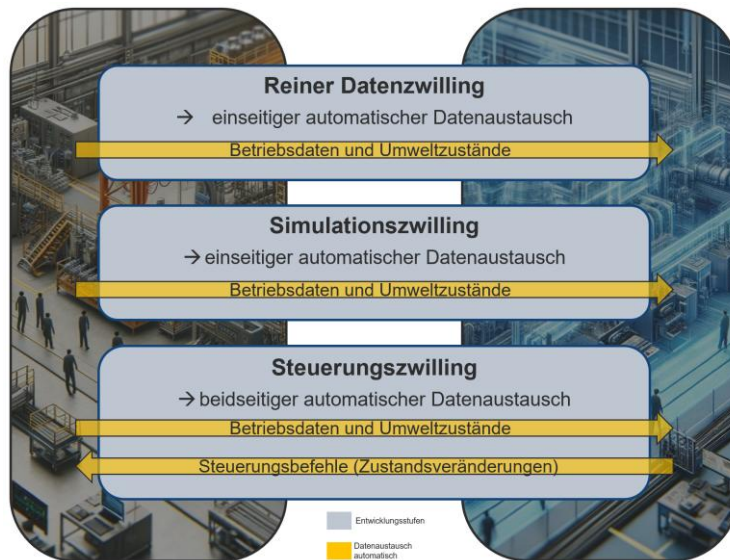 Reiner Datenzwilling
→ einseitiger automatischer Datenaustausch
Betriebsdaten und Umweltzustände
Simulationszwilling
→ einseitiger automatischer Datenaustausch
Betriebsdaten und Umweltzustände
Steuerungszwilling
→ beidseitiger automatischer Datenaustausch
Betriebsdaten und Umweltzustände
Steuerungsbefehle (Zustandsveränderungen)
Entwicklungsstufen
Datenaustausch
automatisch